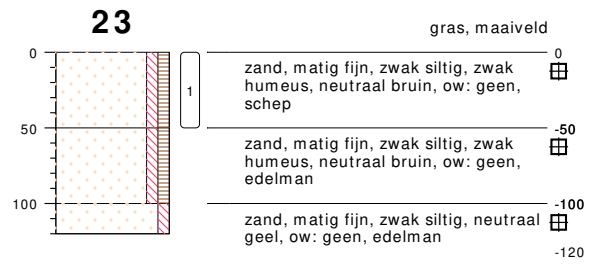 23
gras, maaiveld
0
0
zand, matig fijn, zwak siltig, zwak
humeus, neutraal bruin, ow: geen,
schep
1
50
-50
zand, matig fijn, zwak siltig, zwak
humeus, neutraal bruin, ow: geen,
edelman
100
-100
zand, matig fijn, zwak siltig, neutraal
geel, ow: geen, edelman
-120